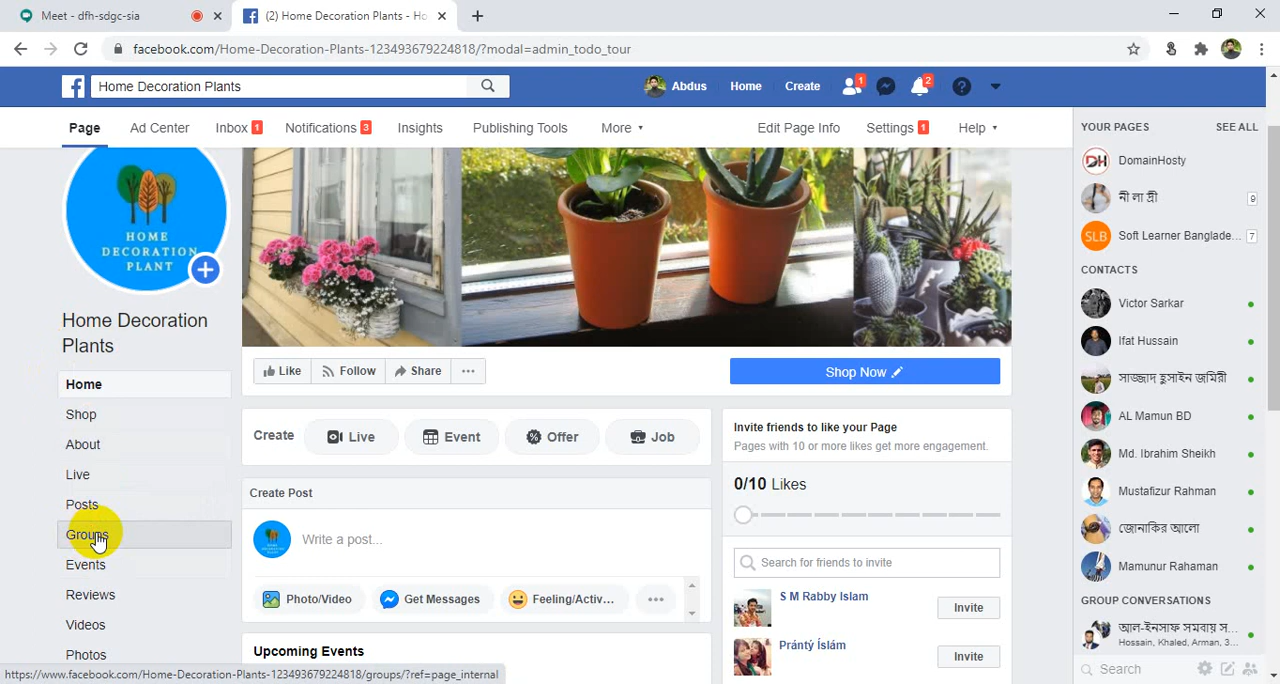 Meet - dfh-sdgc-sia
(2) Home Decoration Plants - Ho
facebook.com/Home-Decoration-Plants-123493679224818/?modal=admin_todo_tour
Home Decoration Plants
Abdus
Home
Create
1
2
Page
Ad Center
Inbox 1
Notifications 3
Insights
Publishing Tools
More
Edit Page Info
Settings 1
Help
YOUR PAGES
SEE ALL
DH
DomainHosty
নী লা দ্রী
9
SLB
Soft Learner Banglade...
7
CONTACTS
Victor Sarkar
Ifat Hussain
সাজ্জাদ হুসাইন জমিরী
AL Mamun BD
Md. Ibrahim Sheikh
Mustafizur Rahman
জোনাকির আলো
Mamunur Rahaman
GROUP CONVERSATIONS
আল-ইনসাফ সমবায় স...
Hossain, Khaled, Arman, 3...
Search
HOME
DECORATION
PLANT
Home Decoration
Plants
Home
Shop
About
Live
Posts
Groups
Events
Reviews
Videos
Photos
Like
Follow
Share
Shop Now
Create
Live
Event
Offer
Job
Create Post
Write a post...
Photo/Video
Get Messages
Feeling/Activ...
Upcoming Events
Invite friends to like your Page
Pages with 10 or more likes get more engagement.
0/10 Likes
Search for friends to invite
S M Rabby Islam
Invite
Prántý Íslám
Invite
https://www.facebook.com/Home-Decoration-Plants-123493679224818/groups/?ref=page_internal